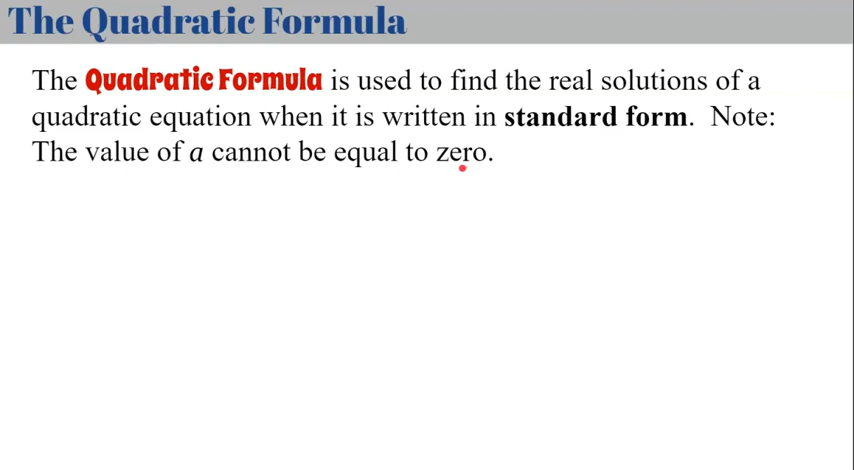 The Quadratic Formula
The Quadratic Formula is used to find the real solutions of a
quadratic equation when it is written in standard form. Note:
The value of a cannot be equal to zero.